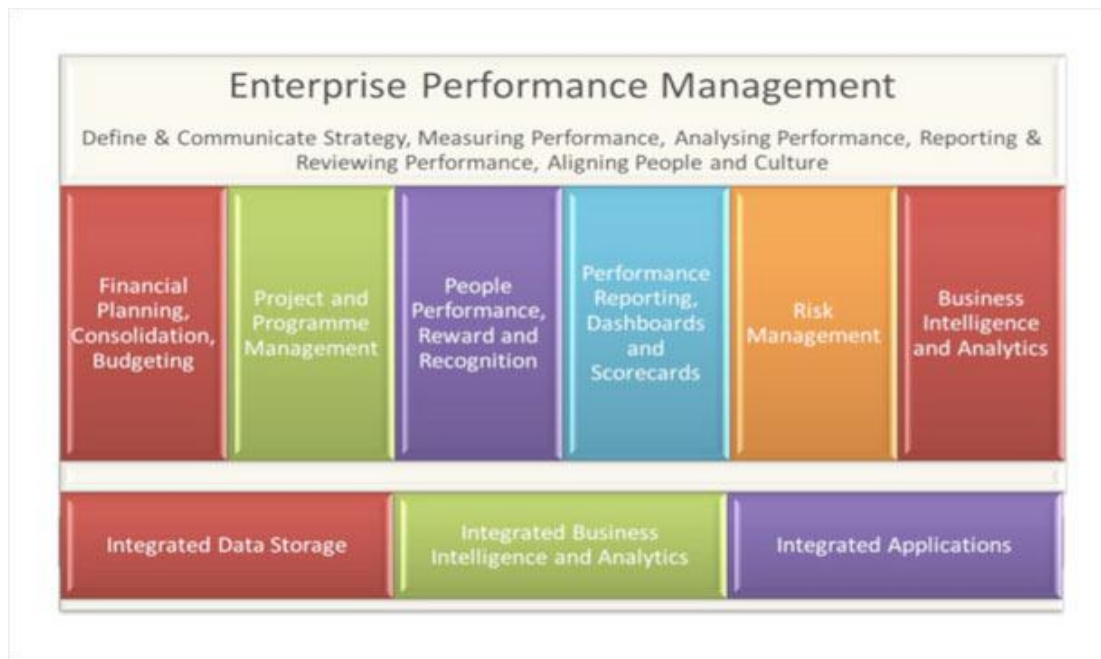 Enterprise Performance Management
Define & Communicate Strategy, Measuring Performance, Analysing Performance, Reporting &
Reviewing Performance, Aligning People and Culture
Financial
Planning,
Consolidation,
Budgeting
Project and
Programme
Management
People
Performance,
Reward and
Recognition
Performance
Reporting,
Dashboards
and
Scorecards
Risk
Management
Business
Intelligence
and Analytics
Integrated Data Storage
Integrated Business
Intelligence and Analytics
Integrated Applications